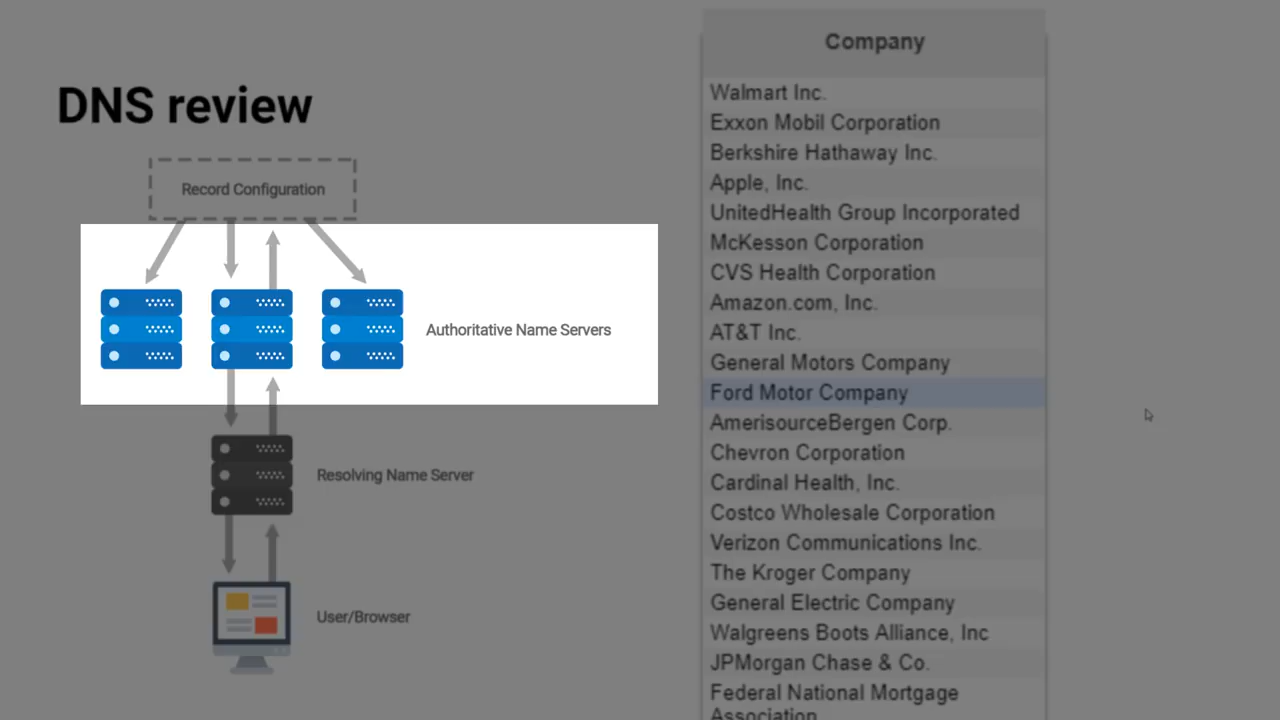 DNS review
Record Configuration
Authoritative Name Servers
Resolving Name Server
User/Browser
Company
Walmart Inc.
Exxon Mobil Corporation
Berkshire Hathaway Inc.
Apple, Inc.
UnitedHealth Group Incorporated
McKesson Corporation
CVS Health Corporation
Amazon.com, Inc.
AT&T Inc.
General Motors Company
Ford Motor Company
AmerisourceBergen Corp.
Chevron Corporation
Cardinal Health, Inc.
Costco Wholesale Corporation
Verizon Communications Inc.
The Kroger Company
General Electric Company
Walgreens Boots Alliance, Inc
JPMorgan Chase & Co.
Federal National Mortgage
Association